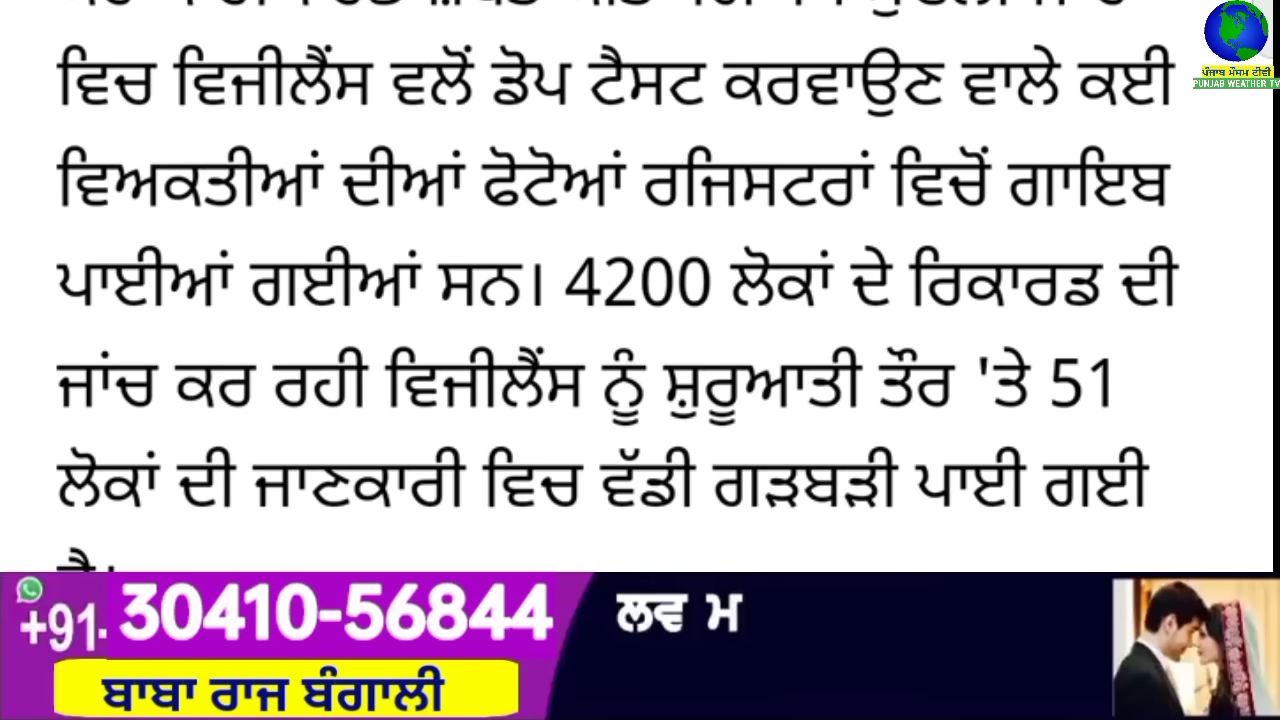 ਵਿਚ ਵਿਜੀਲੈਂਸ ਵਲੋਂ ਡੋਪ ਟੈਸਟ ਕਰਵਾਉਣ ਵਾਲੇ ਕਈ
ਵਿਅਕਤੀਆਂ ਦੀਆਂ ਫੋਟੋਆਂ ਰਜਿਸਟਰਾਂ ਵਿਚੋਂ ਗਾਇਬ
ਪਾਈਆਂ ਗਈਆਂ ਸਨ। 4200 ਲੋਕਾਂ ਦੇ ਰਿਕਾਰਡ ਦੀ
ਜਾਂਚ ਕਰ ਰਹੀ ਵਿਜੀਲੈਂਸ ਨੂੰ ਸ਼ੁਰੂਆਤੀ ਤੌਰ 'ਤੇ 51
ਲੋਕਾਂ ਦੀ ਜਾਣਕਾਰੀ ਵਿਚ ਵੱਡੀ ਗੜਬੜੀ ਪਾਈ ਗਈ
ਪੰਜਾਬ ਮੌਸਮ ਟੀਵੀ
PUNJAB WEATHER TV
+91- 30410-56844
ਬਾਬਾ ਰਾਜ ਬੰਗਾਲੀ
ਲਵ ਮ